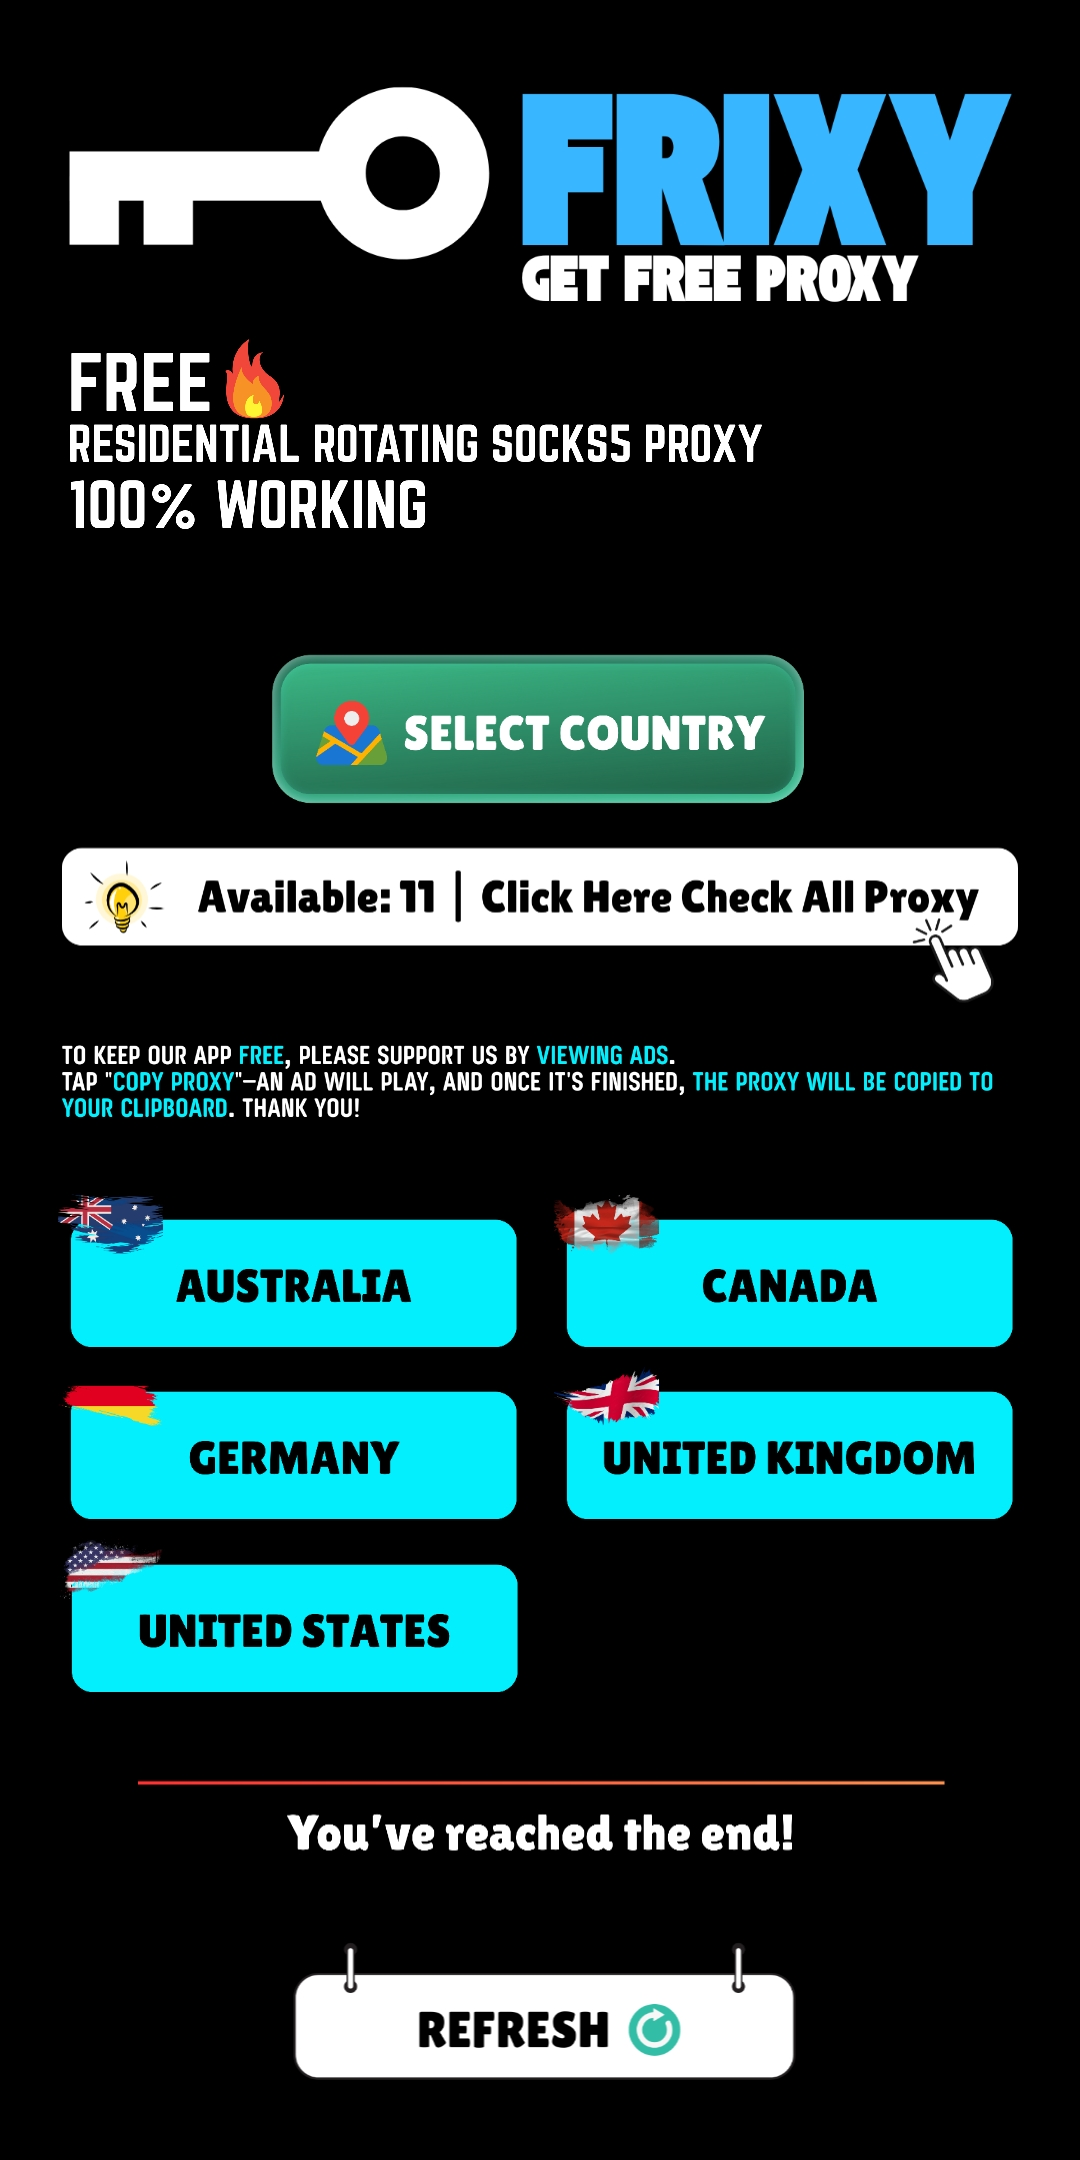 FRIXY
GET FREE PROXY
FREE
RESIDENTIAL ROTATING SOCKS5 PROXY
100% WORKING
SELECT COUNTRY
Available: 11 | Click Here Check All Proxy
TO KEEP OUR APP FREE, PLEASE SUPPORT US BY VIEWING ADS.
TAP "COPY PROXY"—AN AD WILL PLAY, AND ONCE IT'S FINISHED, THE PROXY WILL BE COPIED TO
YOUR CLIPBOARD. THANK YOU!
AUSTRALIA
CANADA
GERMANY
UNITED KINGDOM
UNITED STATES
You've reached the end!
REFRESH